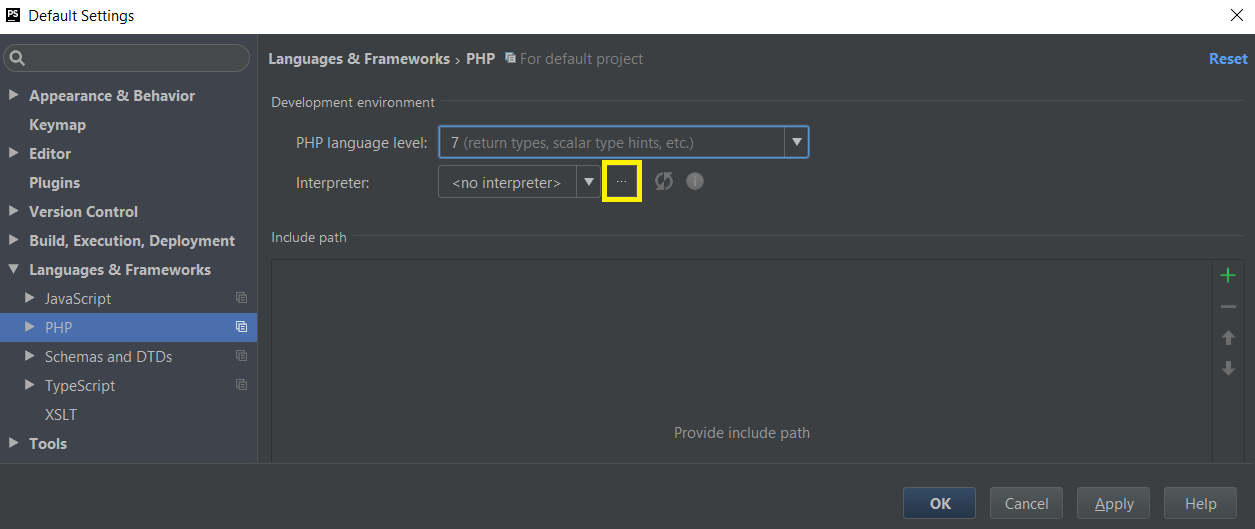 PS Default Settings
Languages & Frameworks › PHP For default project Reset
Appearance & Behavior
Keymap
Editor
Plugins
Version Control
Build, Execution, Deployment
Languages & Frameworks
JavaScript
PHP
Schemas and DTDs
TypeScript
XSLT
Tools
Development environment
PHP language level: 7 (return types, scalar type hints, etc.)
Interpreter: <no interpreter> ...
Include path
Provide include path
OK Cancel Apply Help